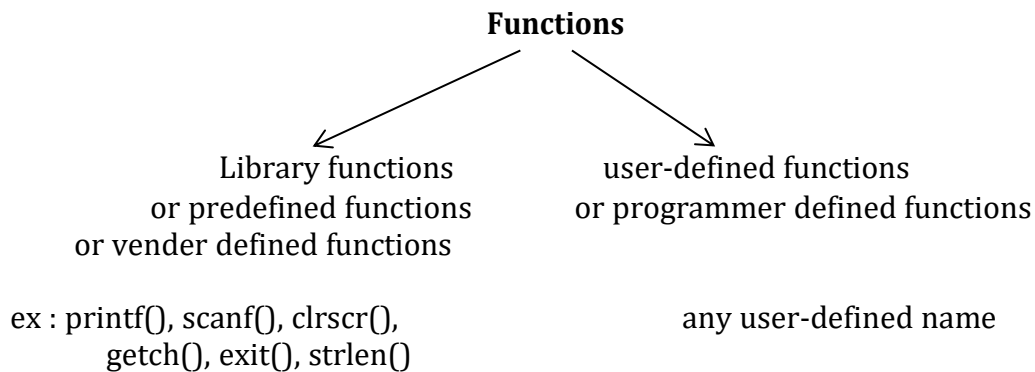 Functions
Library functions
or predefined functions
or vender defined functions
user-defined functions
or programmer defined functions
ex : printf(), scanf(), clrscr(),
getch(), exit(), strlen()
any user-defined name